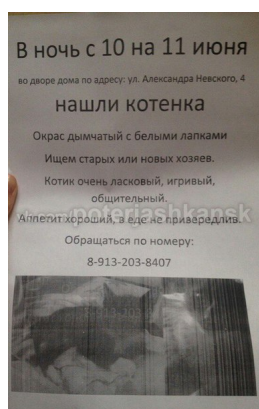 В ночь с 10 на 11 июня
во дворе дома по адресу: ул. Александра Невского, 4
нашли котенка
Окрас дымчатый с белыми лапками
Ищем старых или новых хозяев.
Котик очень ласковый, игривый,
общительный.
poterjashkansk
Аппетит хороший, в еде не привередлив.
Обращаться по номеру:
8-913-203-8407